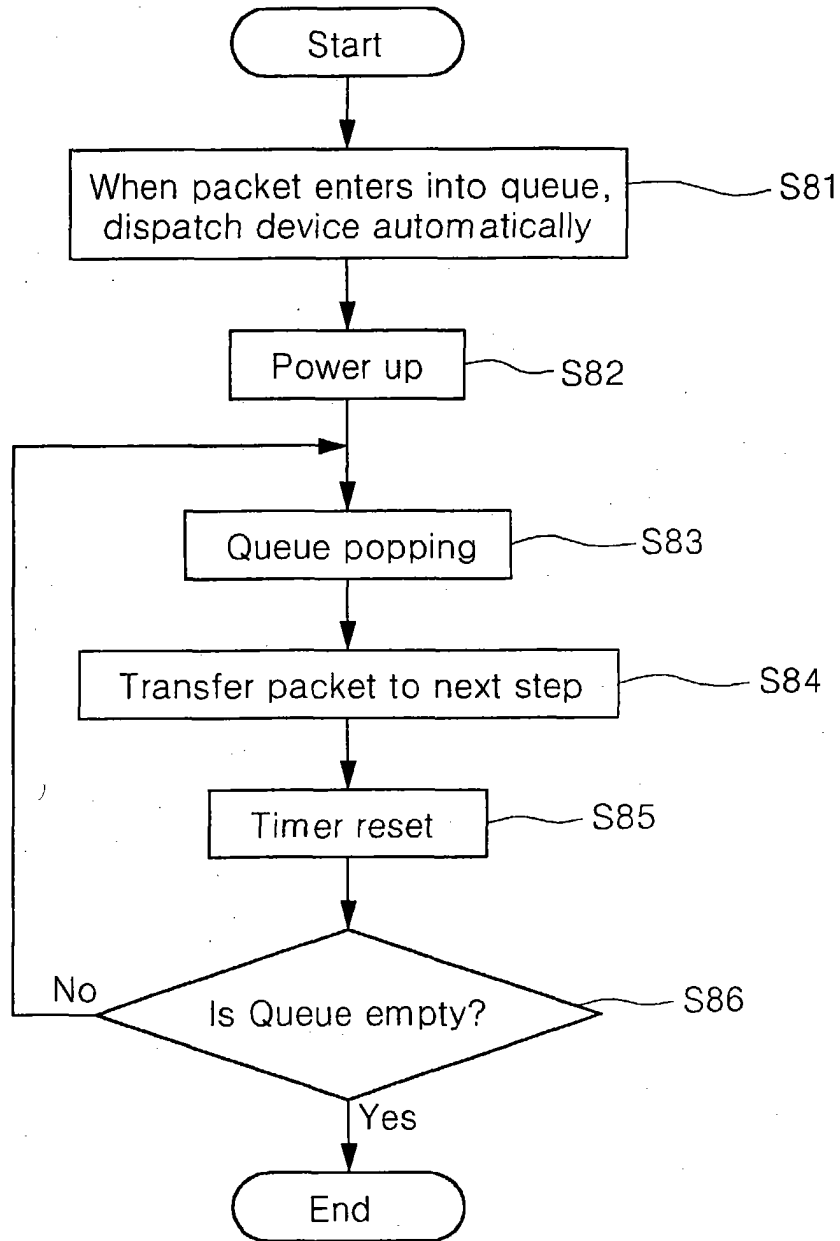 Start
When packet enters into queue,
dispatch device automatically
S81
Power up
S82
Queue popping
S83
Transfer packet to next step
S84
Timer reset
S85
Is Queue empty?
S86
No
Yes
End